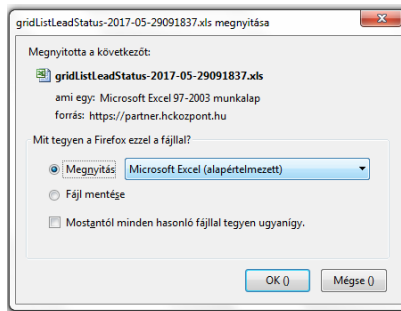 gridListLeadStatus-2017-05-29091837.xls megnyitása
Megnyitotta a következőt:
gridListLeadStatus-2017-05-29091837.xls
ami egy: Microsoft Excel 97-2003 munkalap
forrás: https://partner.hckozpont.hu
Mit tegyen a Firefox ezzel a fájllal?
Megnyitás Microsoft Excel (alapértelmezett)
Fájl mentése
Mostantól minden hasonló fájllal tegyen ugyanígy.
OK () Mégse ()